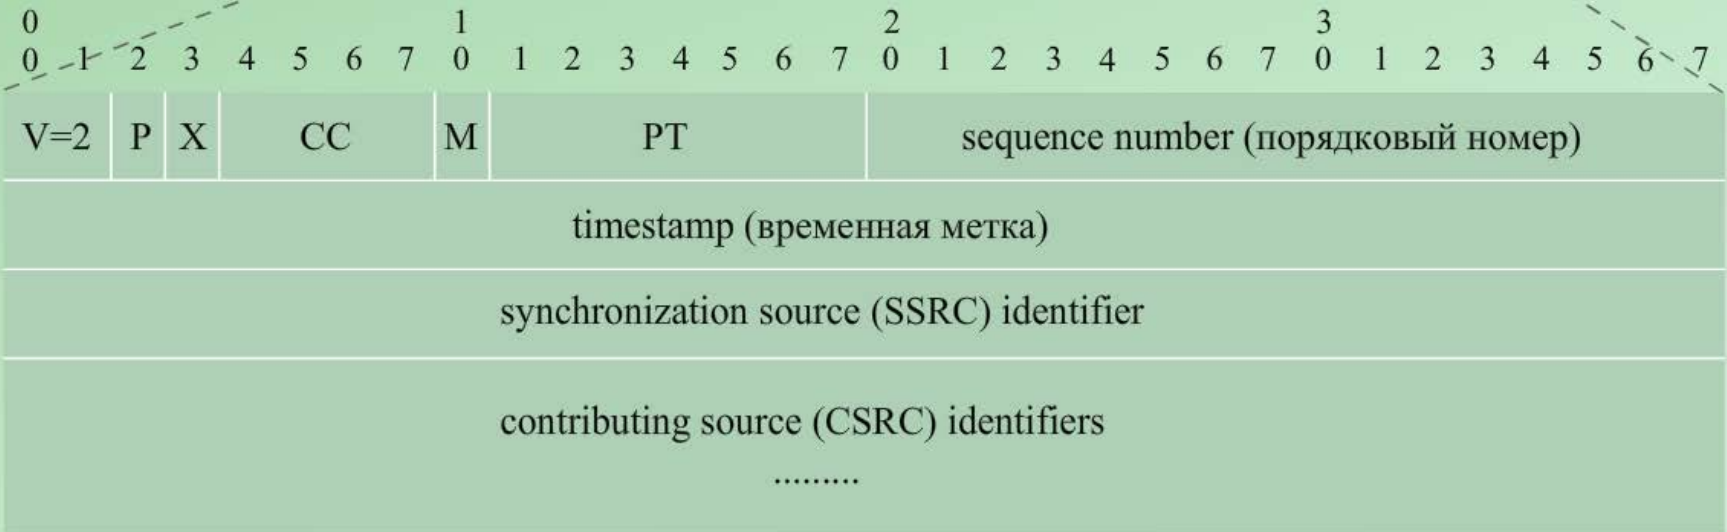 0 1 2 3
0 1 2 3 4 5 6 7 0 1 2 3 4 5 6 7 0 1 2 3 4 5 6 7 0 1 2 3 4 5 6 7
V=2 P X CC M PT sequence number (порядковый номер)
timestamp (временная метка)
synchronization source (SSRC) identifier
contributing source (CSRC) identifiers
.........